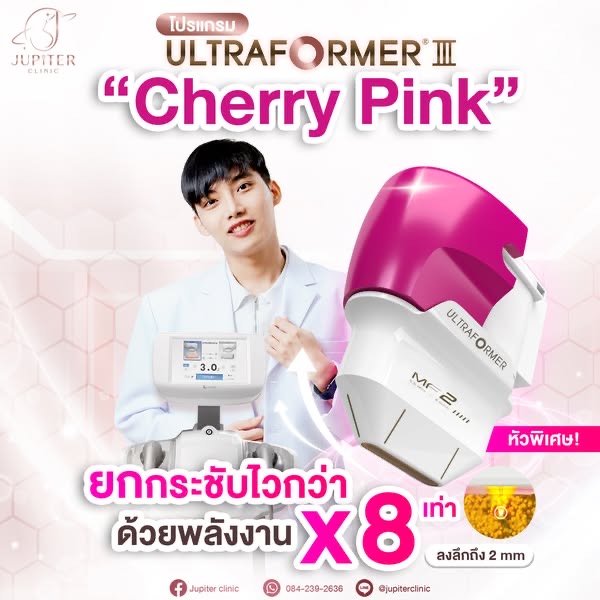 JUPITER
CLINIC
โปรแกรม
ULTRAFORMER® III
“Cherry Pink”
3.0
ULTRAFORMER
MF2
หัวพิเศษ!
ยกกระชับไวกว่า
ด้วยพลังงาน x8 เท่า
ลงลึกถึง 2 mm
Jupiter clinic
084-239-2636
LINE
@jupiterclinic